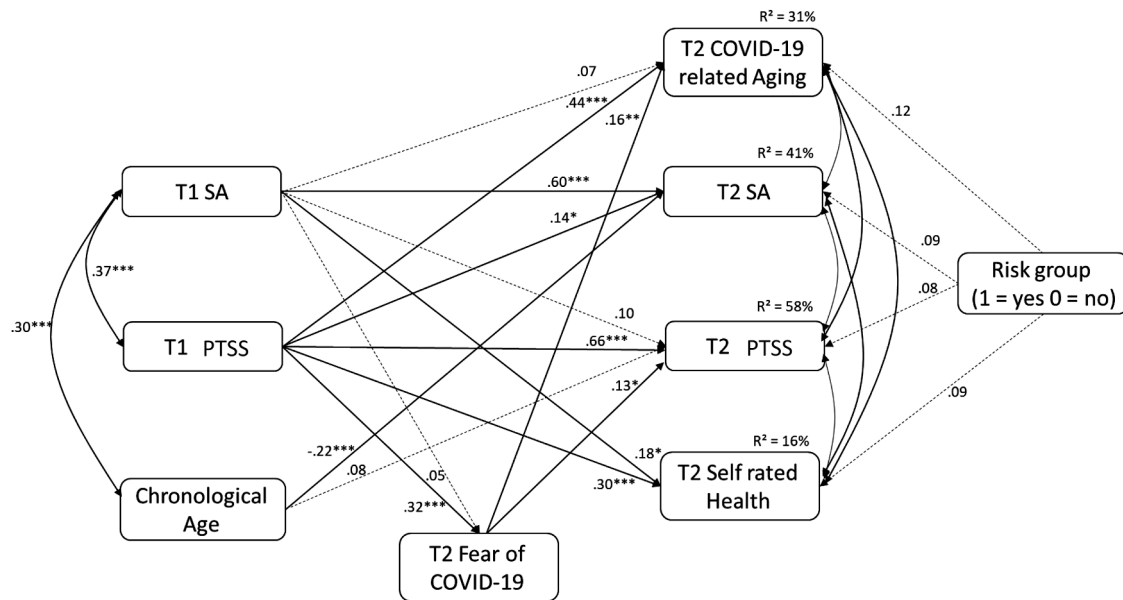 R² = 31%
T2 COVID-19
related Aging
.07
.44***
.16**
.12
R² = 41%
T1 SA
.60***
T2 SA
.14*
.09
.37***
Risk group
(1 = yes 0 = no)
.08
R² = 58%
.30***
.10
T1 PTSS
.66***
T2 PTSS
.13*
.09
R² = 16%
-.22***
.18*
.08
.05
T2 Self rated
Health
.30***
Chronological
Age
.32***
T2 Fear of
COVID-19